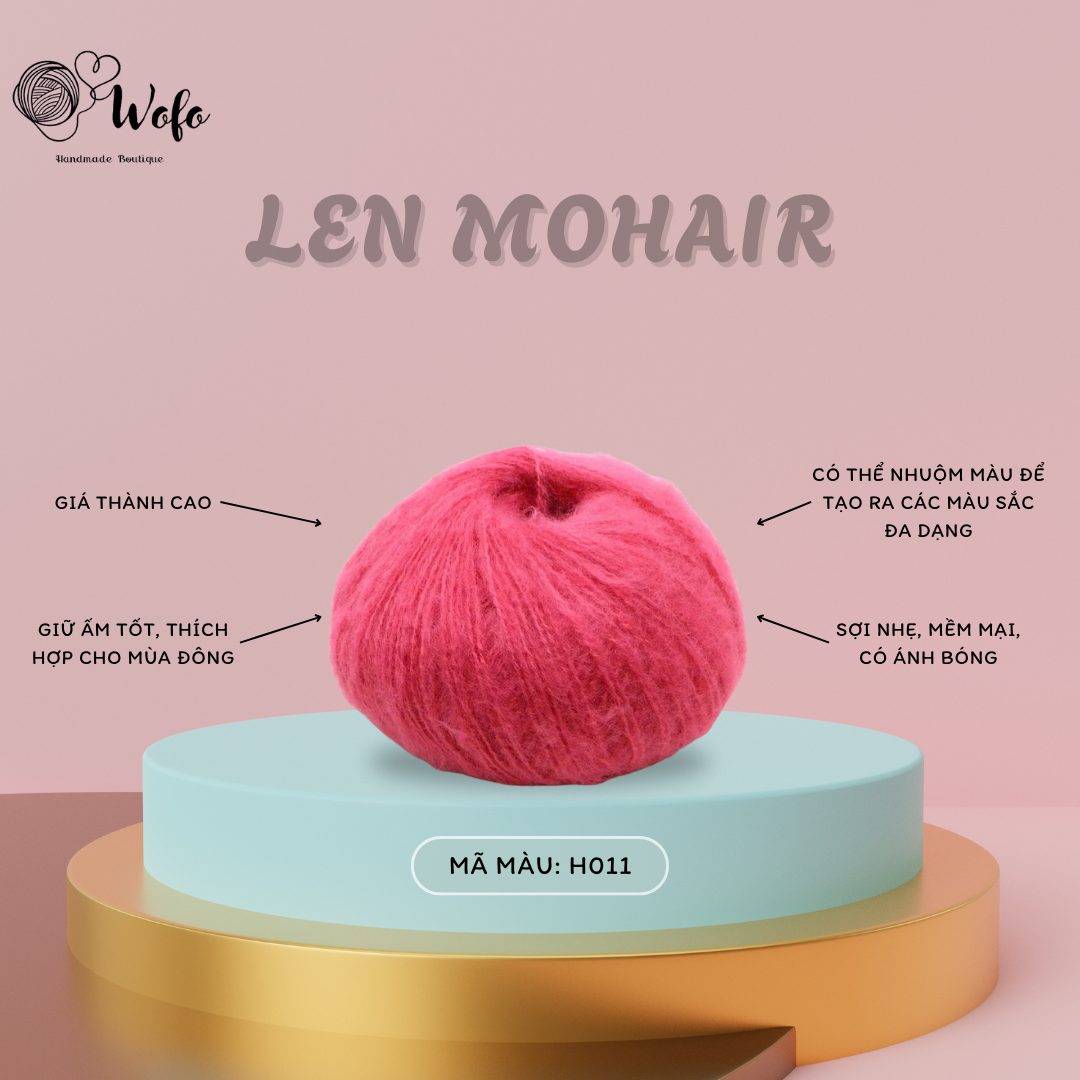 Wofo
Handmade Boutique
LEN MOHAIR
GIÁ THÀNH CAO
CÓ THỂ NHUỘM MÀU ĐỂ
TẠO RA CÁC MÀU SẮC
ĐA DẠNG
GIỮ ẤM TỐT, THÍCH
HỢP CHO MÙA ĐÔNG
SỢI NHẸ, MỀM MẠI,
CÓ ÁNH BÓNG
MÃ MÀU: H011